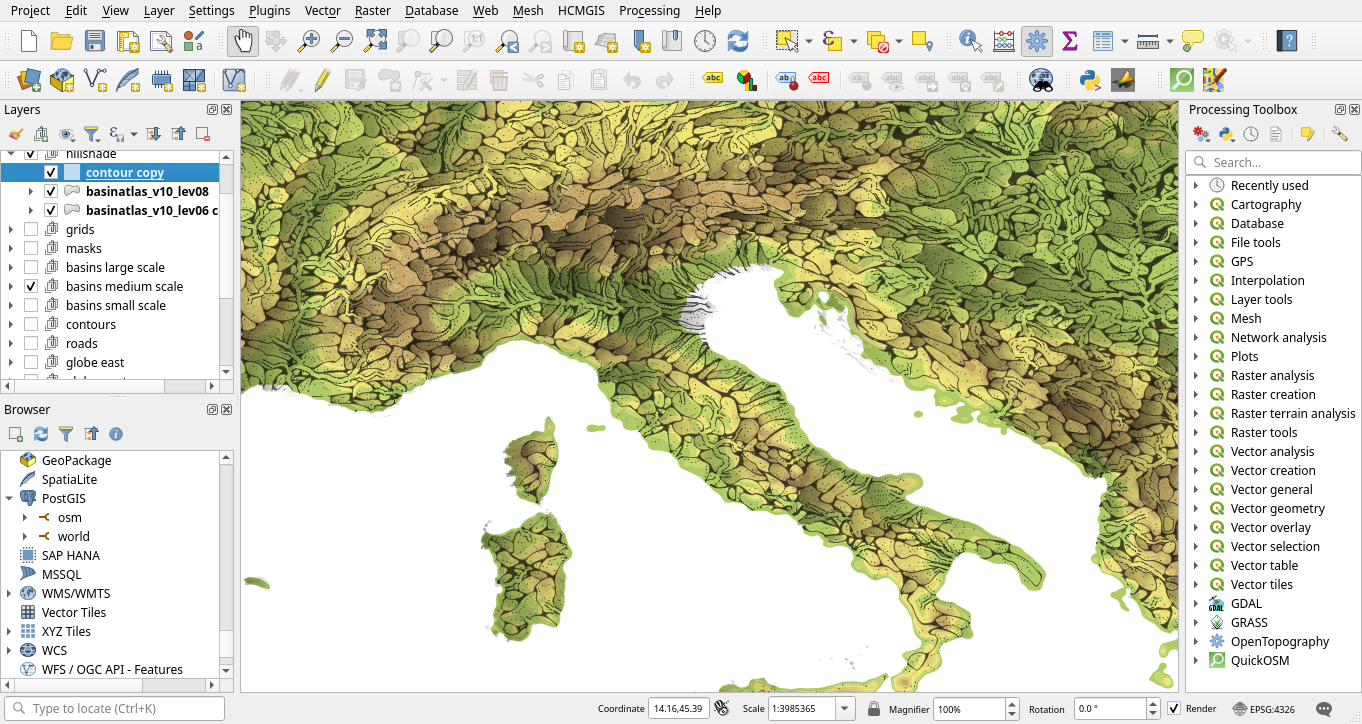 Project Edit View Layer Settings Plugins Vector Raster Database Web Mesh HCMGIS Processing Help
1:1
abc abc abc
Layers
hillshade
contour copy
basinatlas_v10_lev08
basinatlas_v10_lev06 c
grids
masks
basins large scale
basins medium scale
basins small scale
contours
roads
globe east
Browser
GeoPackage
SpatiaLite
PostGIS
osm
world
SAP HANA
MSSQL
WMS/WMTS
Vector Tiles
XYZ Tiles
WCS
WFS / OGC API - Features
Processing Toolbox
Search...
Recently used
Cartography
Database
File tools
GPS
Interpolation
Layer tools
Mesh
Network analysis
Plots
Raster analysis
Raster creation
Raster terrain analysis
Raster tools
Vector analysis
Vector creation
Vector general
Vector geometry
Vector overlay
Vector selection
Vector table
Vector tiles
GDAL
GRASS
OpenTopography
QuickOSM
Type to locate (Ctrl+K)
Coordinate 14.16,45.39 Scale 1:3985365 Magnifier 100% Rotation 0.0 ° Render EPSG:4326